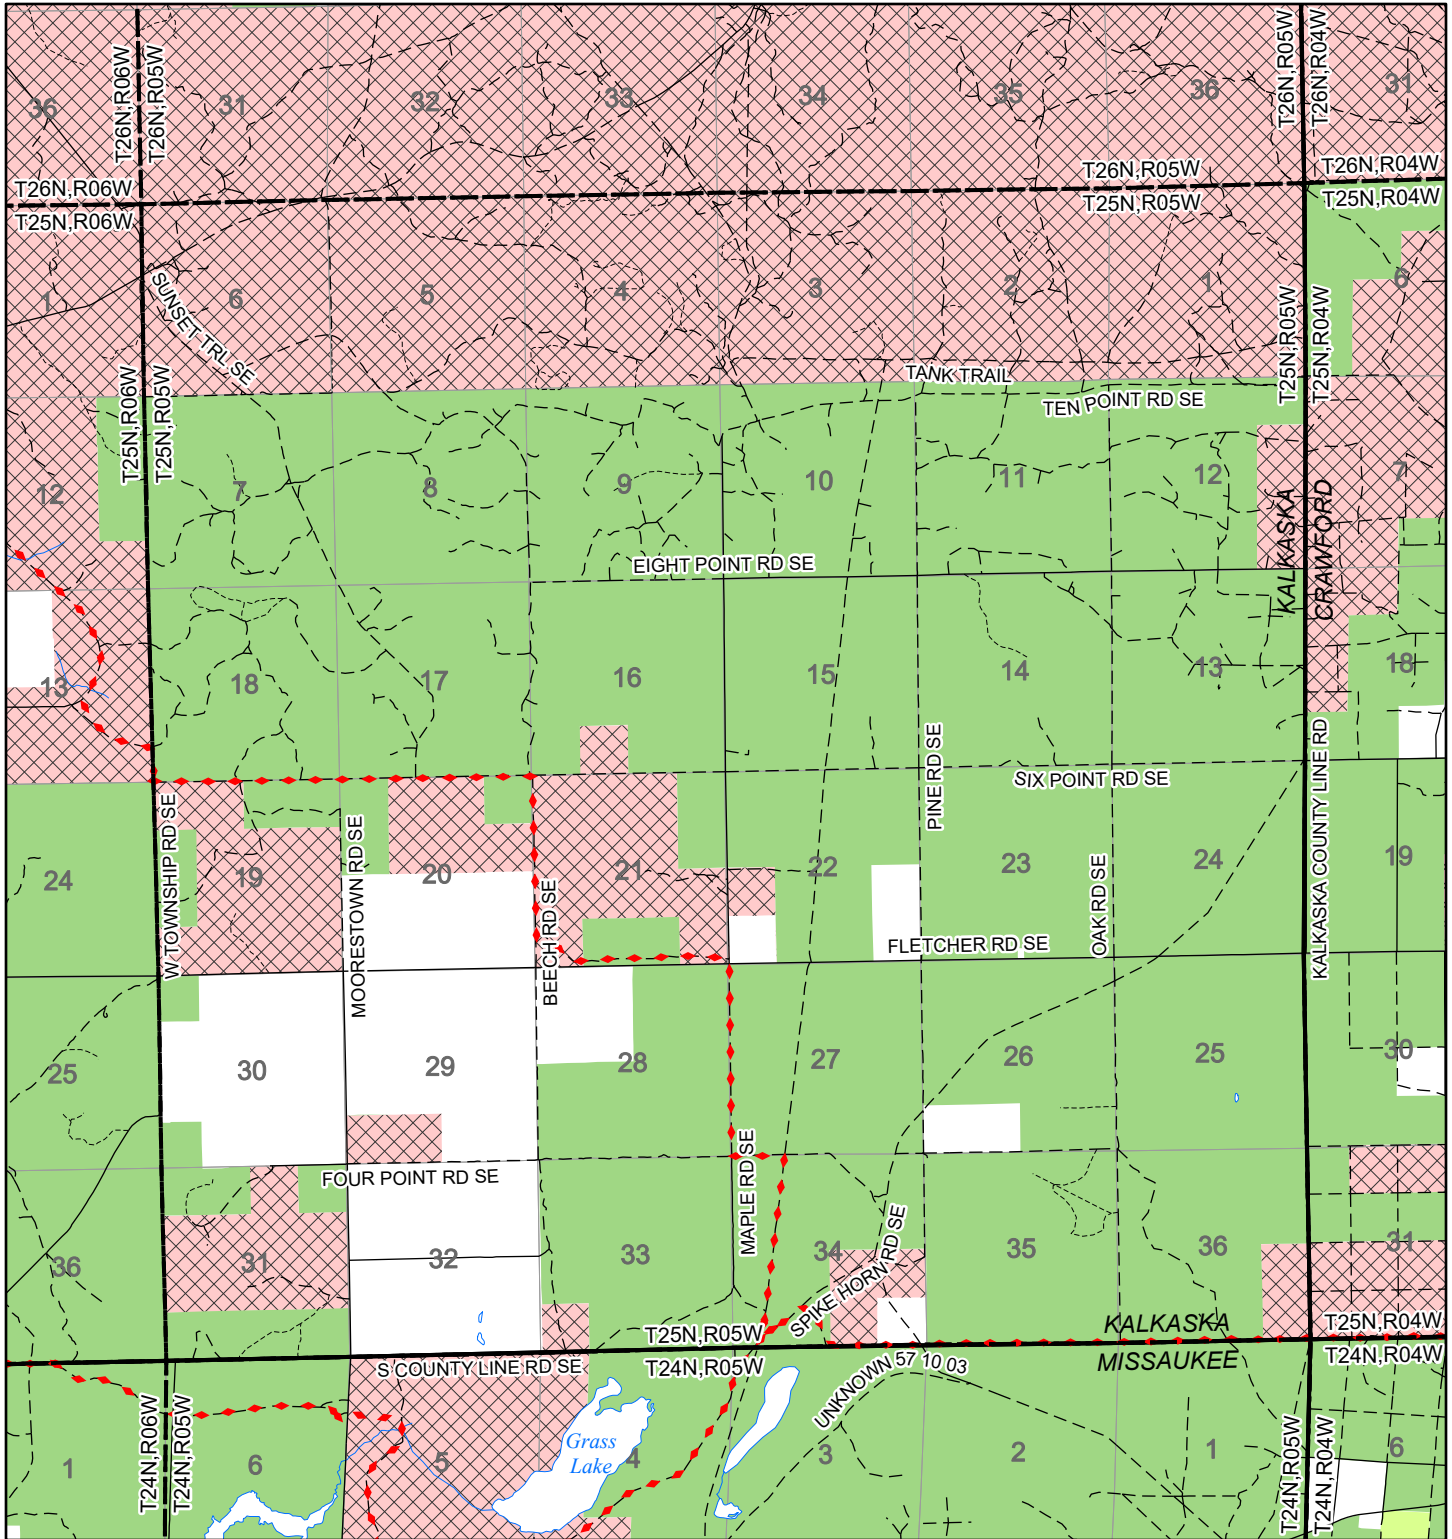 T26N,R06W
T26N,R05W
T26N,R05W
T26N,R04W
36
31
32
33
34
35
36
31
T26N,R06W
T26N,R05W
T26N,R04W
T25N,R06W
T25N,R05W
T25N,R04W
1
6
5
4
3
2
1
6
SUNSET TRL SE
T25N,R05W
T25N,R04W
T25N,R06W
T25N,R05W
TANK TRAIL
TEN POINT RD SE
12
7
8
9
10
11
12
7
KALKASKA
CRAWFORD
EIGHT POINT RD SE
13
18
17
16
15
14
13
18
PINE RD SE
KALKASKA COUNTY LINE RD
SIX POINT RD SE
W TOWNSHIP RD SE
MOORESTOWN RD SE
24
19
20
21
22
23
24
19
BEECH RD SE
OAK RD SE
FLETCHER RD SE
25
30
29
28
27
26
25
30
MAPLE RD SE
FOUR POINT RD SE
36
31
32
33
34
35
36
31
SPIKE HORN RD SE
T25N,R05W
KALKASKA
T25N,R04W
S COUNTY LINE RD SE
T24N,R05W
UNKNOWN 57 10 03
MISSAUKEE
T24N,R04W
T24N,R06W
T24N,R05W
T24N,R05W
T24N,R04W
Grass
Lake
1
6
5
4
3
2
1
6